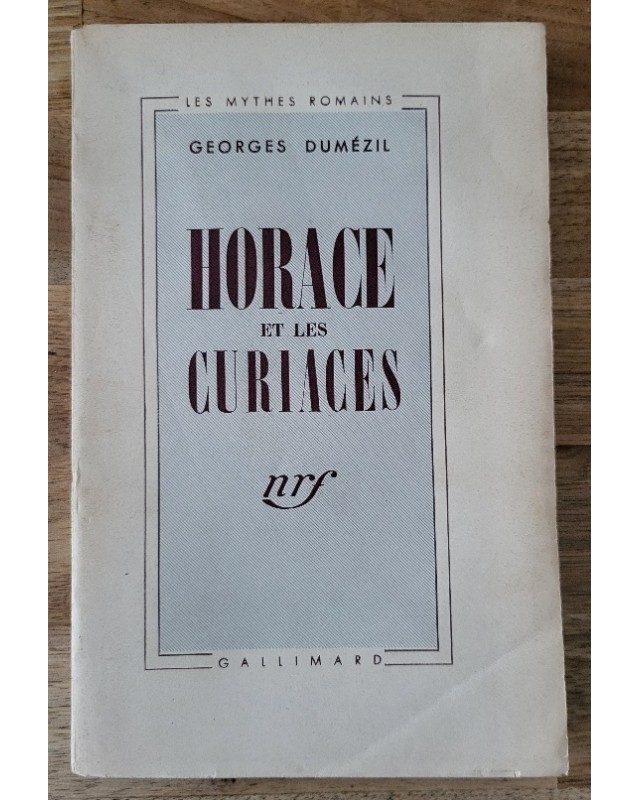 LES MYTHES ROMAINS
GEORGES DUMÉZIL
HORACE
ET LES
CURIACES
nrf
GALLIMARD